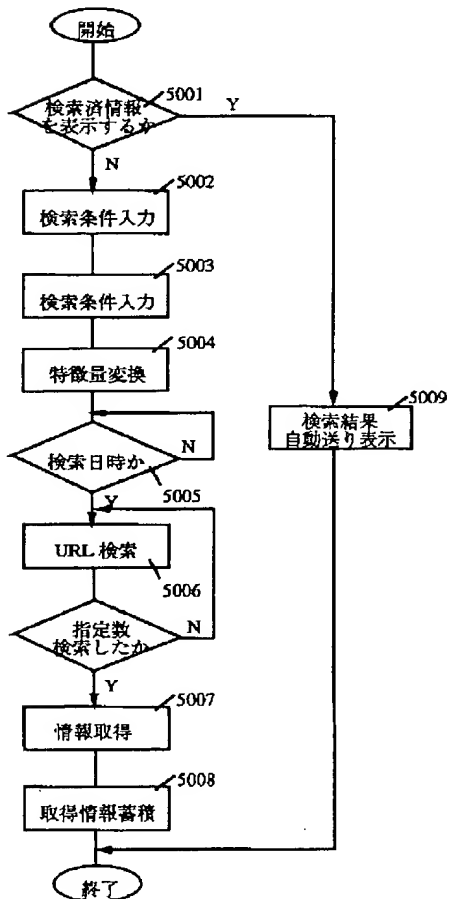 開始
検索済情報
を表示するか
5001
Y
N
5002
検索条件入力
5003
検索条件入力
5004
特徴量変換
検索日時か
N
5005
Y
URL 検索
5006
指定数
検索したか
N
Y
5007
情報取得
5008
取得情報蓄積
5009
検索結果
自動送り表示
終了